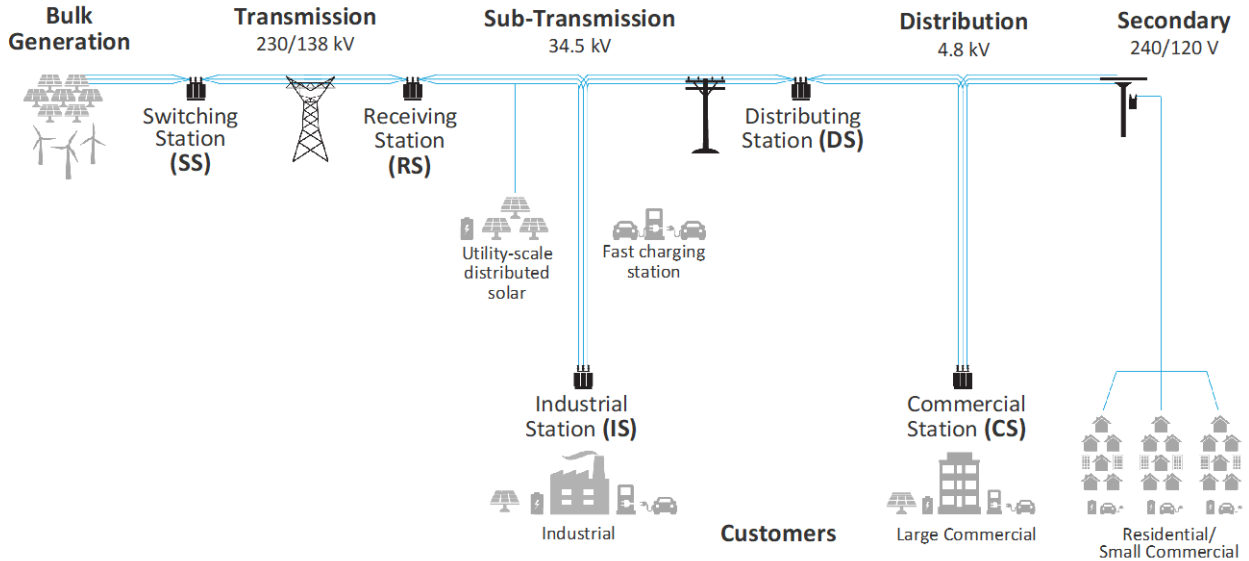 Bulk
Generation
Transmission
230/138 kV
Sub-Transmission
34.5 kV
Distribution
4.8 kV
Secondary
240/120 V
Switching
Station
(SS)
Receiving
Station
(RS)
Distributing
Station (DS)
Utility-scale
distributed
solar
Fast charging
station
Industrial
Station (IS)
Commercial
Station (CS)
Industrial
Customers
Large Commercial
Residential/
Small Commercial